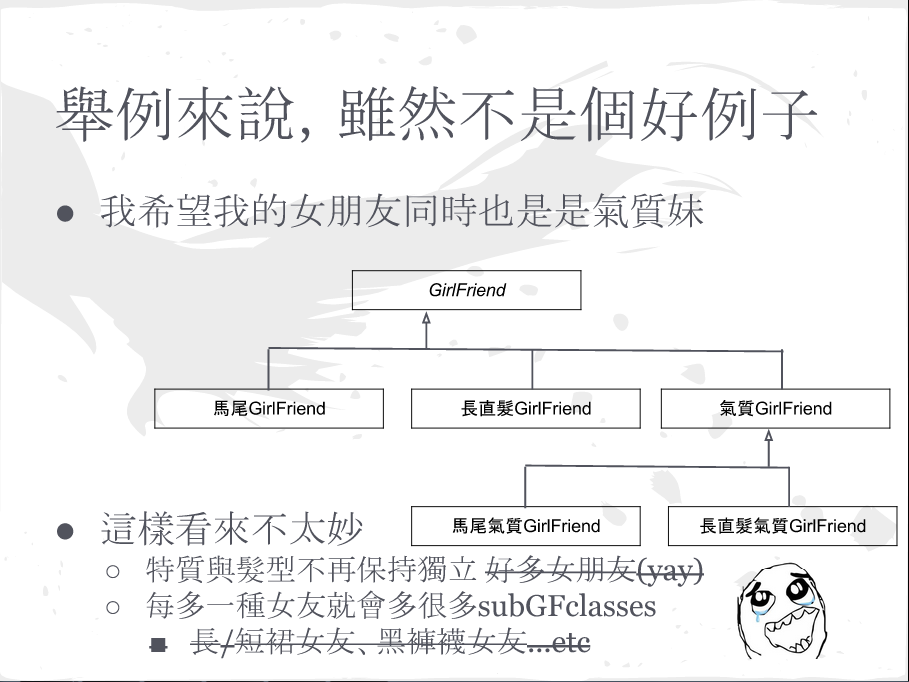 舉例來說, 雖然不是個好例子
● 我希望我的女朋友同時也是是氣質妹
GirlFriend
馬尾GirlFriend
長直髮GirlFriend
氣質GirlFriend
馬尾氣質GirlFriend
長直髮氣質GirlFriend
● 這樣看來不太妙
○ 特質與髮型不再保持獨立 好多女朋友(yay)
○ 每多一種女友就會多很多subGFclasses
■ 長/短裙女友、黑褲襪女友...etc